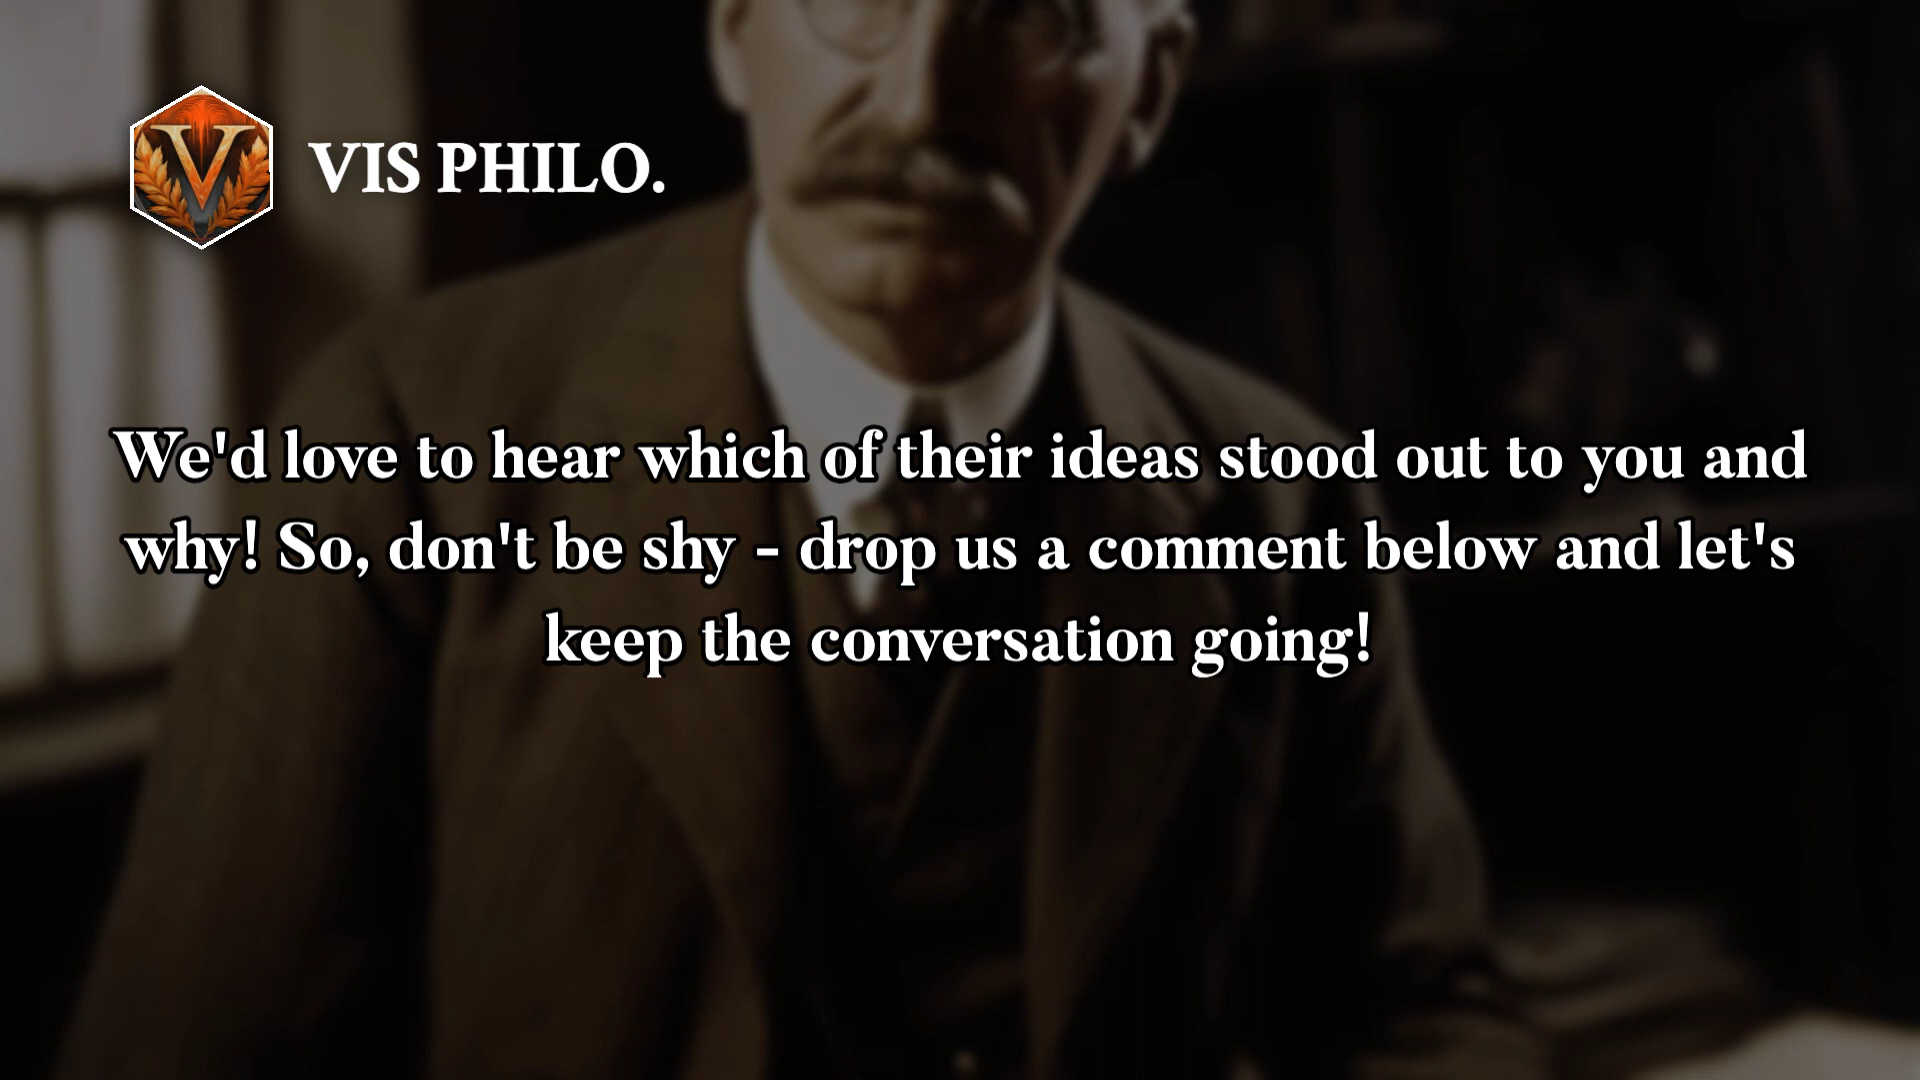 VIS PHILO.
We'd love to hear which of their ideas stood out to you and
why! So, don't be shy - drop us a comment below and let's
keep the conversation going!